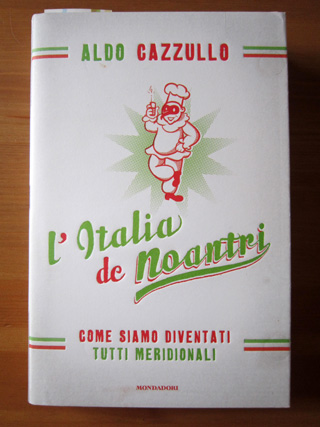 ALDO CAZZULLO
l'Italia
de noantri
COME SIAMO DIVENTATI
TUTTI MERIDIONALI
MONDADORI